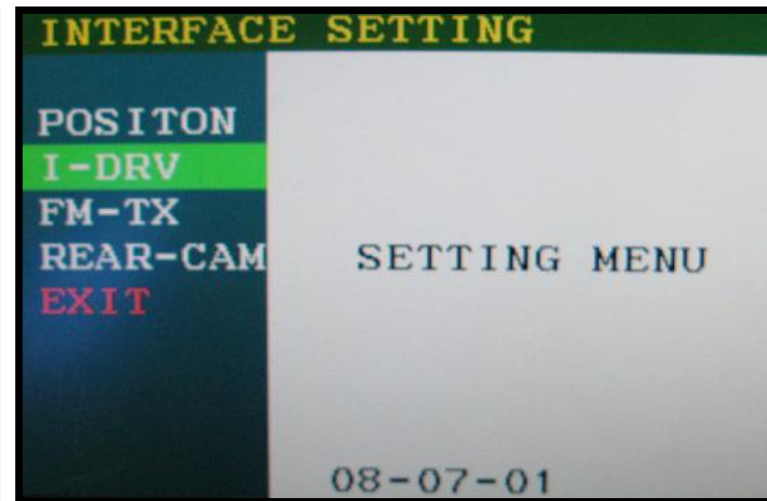 INTERFACE SETTING
POSITON
I-DRV
FM-TX
REAR-CAM
EXIT
SETTING MENU
08-07-01